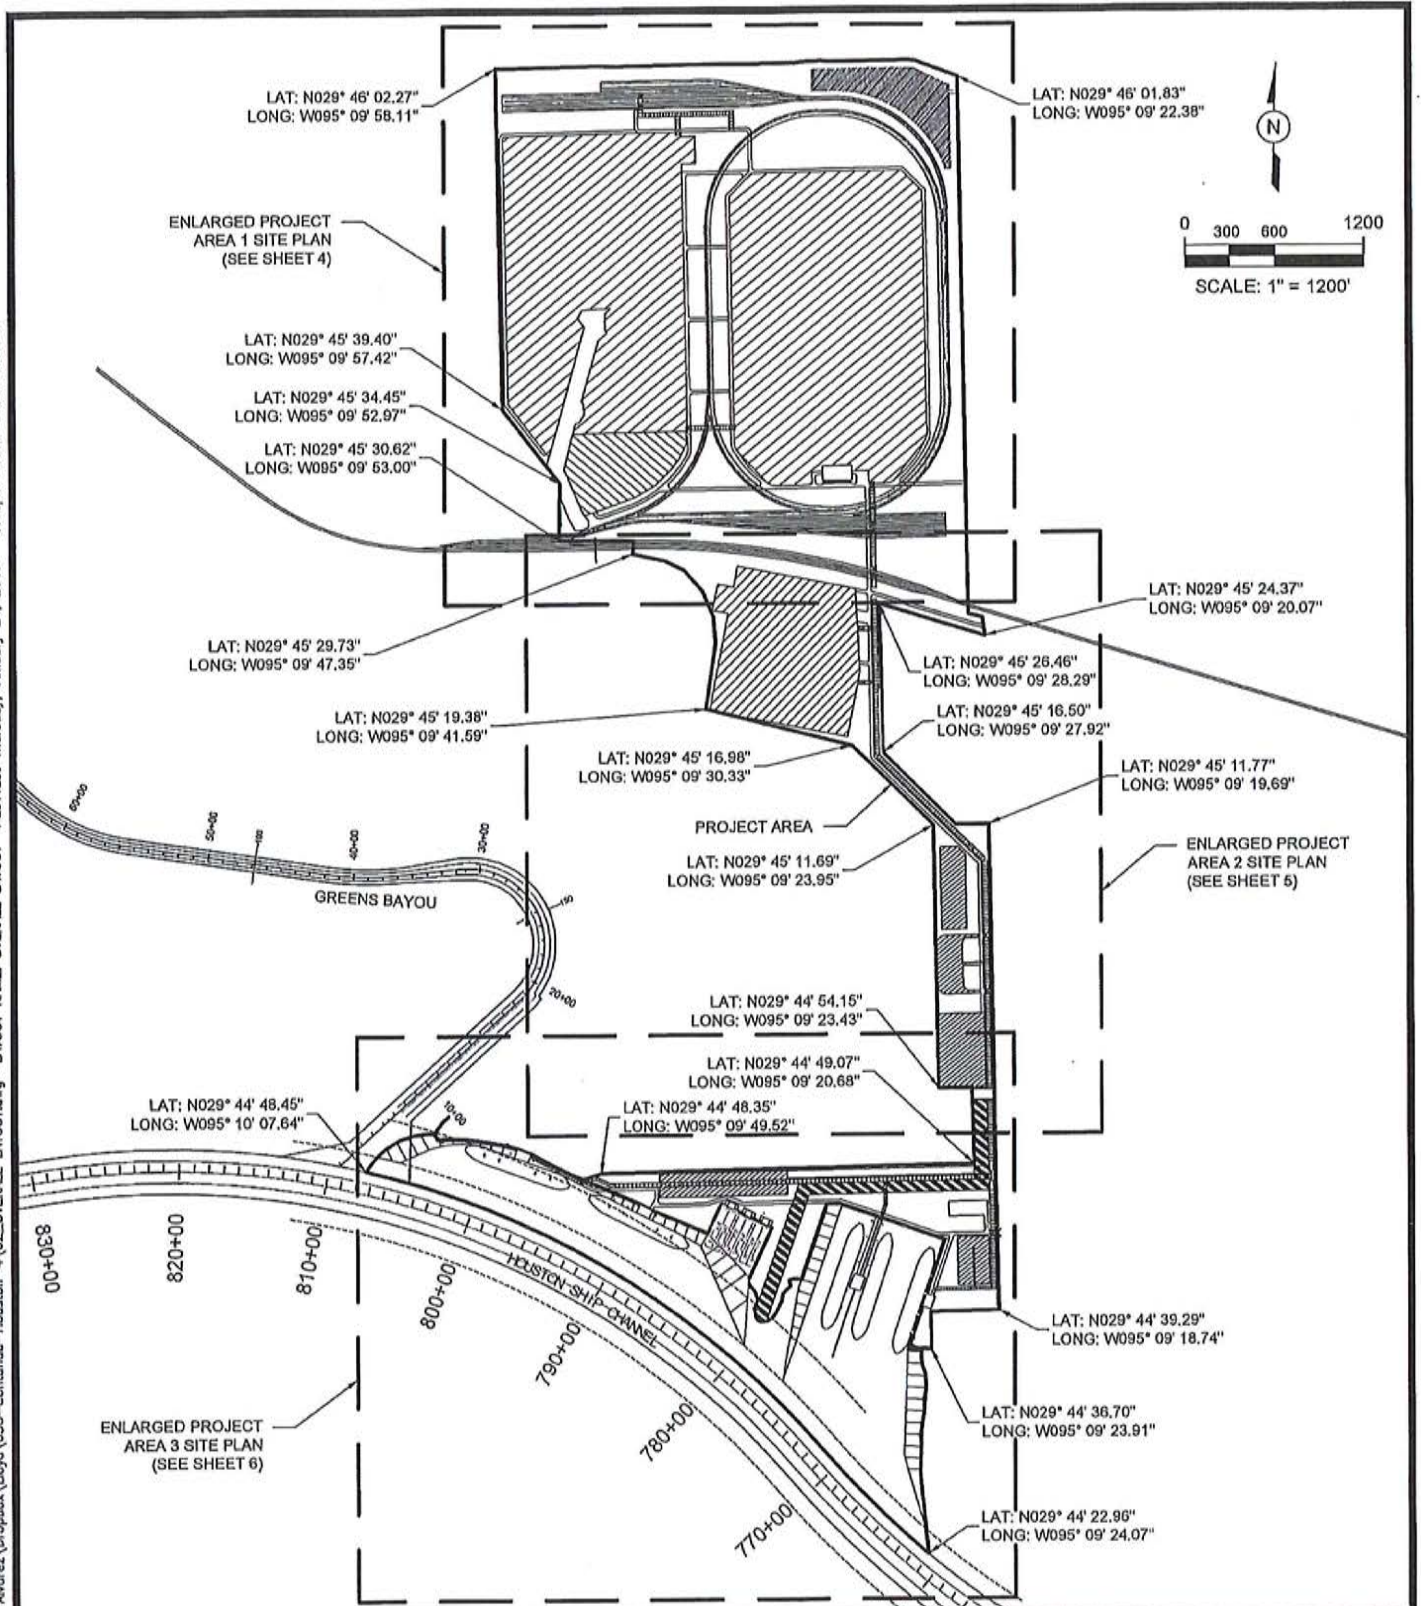 LAT: N029° 46' 02.27"
LONG: W095° 09' 58.11"
LAT: N029° 46' 01.83"
LONG: W095° 09' 22.38"
N
0 300 600 1200
SCALE: 1" = 1200'
ENLARGED PROJECT
AREA 1 SITE PLAN
(SEE SHEET 4)
LAT: N029° 45' 39.40"
LONG: W095° 09' 57.42"
LAT: N029° 45' 34.45"
LONG: W095° 09' 52.97"
LAT: N029° 45' 30.62"
LONG: W095° 09' 53.00"
LAT: N029° 45' 24.37"
LONG: W095° 09' 20.07"
LAT: N029° 45' 29.73"
LONG: W095° 09' 47.35"
LAT: N029° 45' 26.46"
LONG: W095° 09' 28.29"
LAT: N029° 45' 19.38"
LONG: W095° 09' 41.59"
LAT: N029° 45' 16.50"
LONG: W095° 09' 27.92"
LAT: N029° 45' 16.98"
LONG: W095° 09' 30.33"
LAT: N029° 45' 11.77"
LONG: W095° 09' 19.69"
PROJECT AREA
LAT: N029° 45' 11.69"
LONG: W095° 09' 23.95"
ENLARGED PROJECT
AREA 2 SITE PLAN
(SEE SHEET 5)
60+00
50+00
100
40+00
30+00
GREENS BAYOU
150
20+00
LAT: N029° 44' 54.15"
LONG: W095° 09' 23.43"
LAT: N029° 44' 49.07"
LONG: W095° 09' 20.68"
LAT: N029° 44' 48.45"
LONG: W095° 10' 07.64"
10+00
LAT: N029° 44' 48.35"
LONG: W095° 09' 49.52"
830+00
820+00
810+00
800+00
HOUSTON SHIP CHANNEL
790+00
780+00
770+00
LAT: N029° 44' 39.29"
LONG: W095° 09' 18.74"
ENLARGED PROJECT
AREA 3 SITE PLAN
(SEE SHEET 6)
LAT: N029° 44' 36.70"
LONG: W095° 09' 23.91"
LAT: N029° 44' 22.96"
LONG: W095° 09' 24.07"